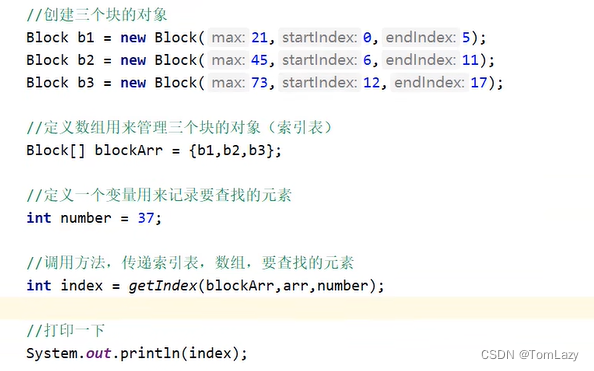 //创建三个块的对象
Block b1 = new Block( max: 21, startIndex: 0, endIndex: 5);
Block b2 = new Block( max: 45, startIndex: 6, endIndex: 11);
Block b3 = new Block( max: 73, startIndex: 12, endIndex: 17);
//定义数组用来管理三个块的对象（索引表）
Block[] blockArr = {b1,b2,b3};
//定义一个变量用来记录要查找的元素
int number = 37;
//调用方法，传递索引表，数组，要查找的元素
int index = getIndex(blockArr,arr,number);
//打印一下
System.out.println(index);
CSDN @TomLazy